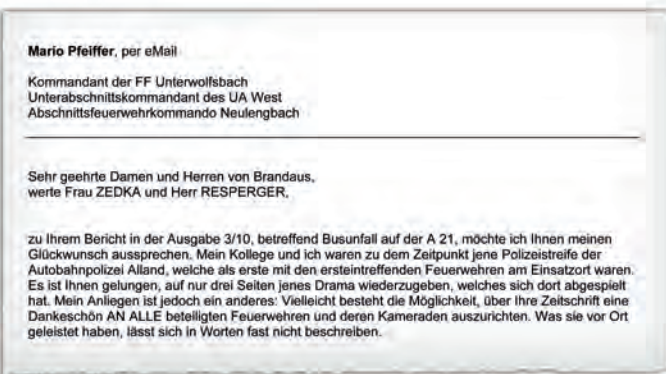 Mario Pfeiffer, per eMail
Kommandant der FF Unterwolfsbach
Unterabschnittskommandant des UA West
Abschnittsfeuerwehrkommando Neulengbach
Sehr geehrte Damen und Herren von Brandaus,
werte Frau ZEDKA und Herr RESPERGER,
zu Ihrem Bericht in der Ausgabe 3/10, betreffend Busunfall auf der A 21, möchte ich Ihnen meinen
Glückwunsch aussprechen. Mein Kollege und ich waren zu dem Zeitpunkt jene Polizeistreife der
Autobahnpolizei Alland, welche als erste mit den ersteintreffenden Feuerwehren am Einsatzort waren.
Es ist Ihnen gelungen, auf nur drei Seiten jenes Drama wiederzugeben, welches sich dort abgespielt
hat. Mein Anliegen ist jedoch ein anderes: Vielleicht besteht die Möglichkeit, über Ihre Zeitschrift eine
Dankeschön AN ALLE beteiligten Feuerwehren und deren Kameraden auszurichten. Was sie vor Ort
geleistet haben, lässt sich in Worten fast nicht beschreiben.